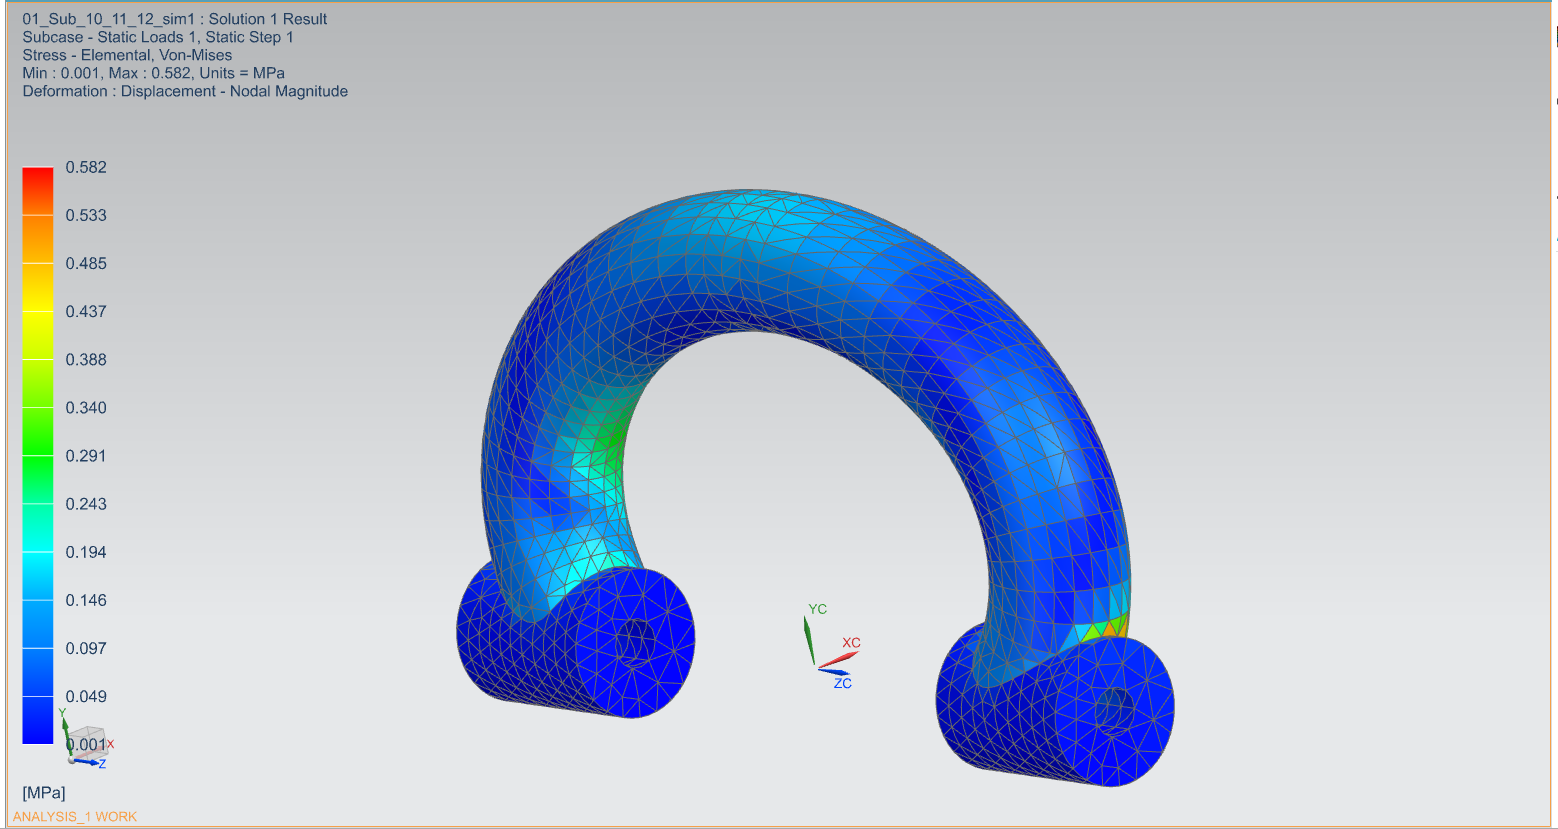 01_Sub_10_11_12_sim1 : Solution 1 Result
Subcase - Static Loads 1, Static Step 1
Stress - Elemental, Von-Mises
Min : 0.001, Max : 0.582, Units = MPa
Deformation : Displacement - Nodal Magnitude
0.582
0.533
0.485
0.437
0.388
0.340
0.291
0.243
0.194
0.146
0.097
0.049
0.001
[MPa]
YC
XC
ZC
Y
X
Z
ANALYSIS_1 WORK